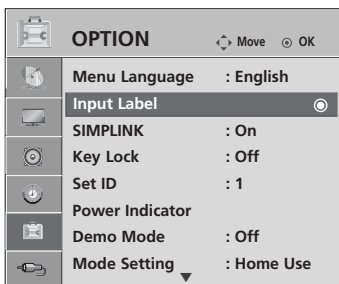 OPTION Move OK
Menu Language : English
Input Label
SIMPLINK : On
Key Lock : Off
Set ID : 1
Power Indicator
Demo Mode : Off
Mode Setting : Home Use